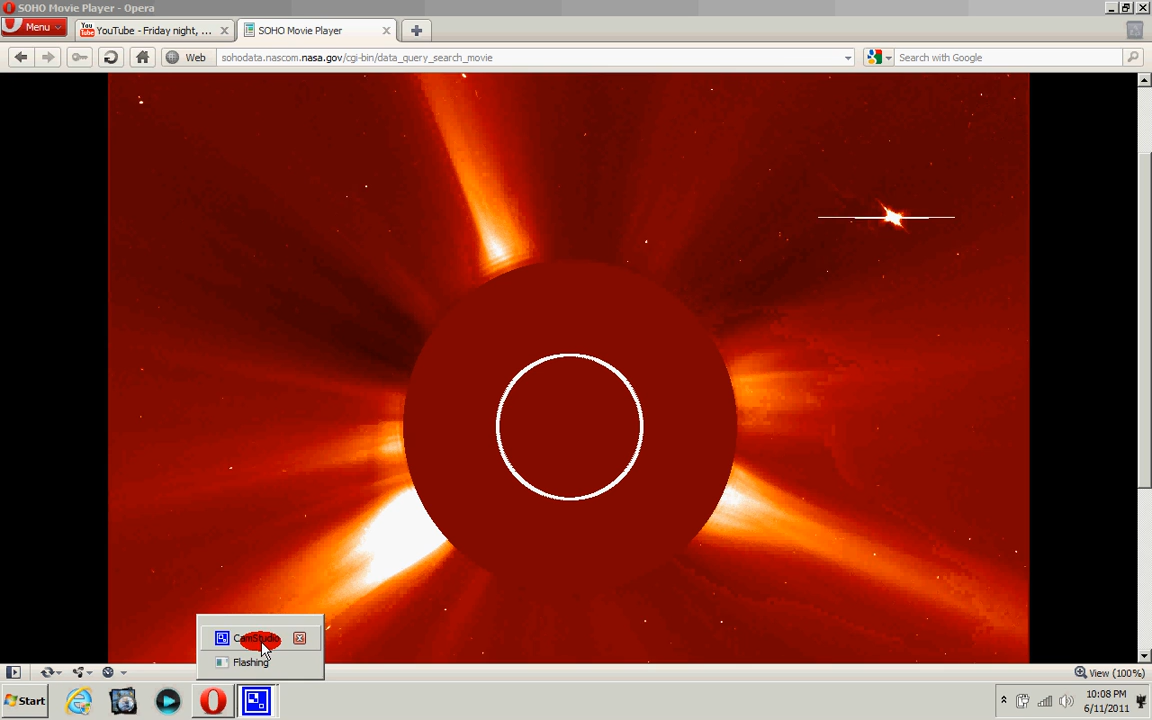 SOHO Movie Player - Opera
Menu
YouTube - Friday night, ...
SOHO Movie Player
Web
sohodata.nascom.nasa.gov/cgi-bin/data_query_search_movie
Search with Google
CamStudio
Flashing
View (100%)
Start
10:08 PM
6/11/2011